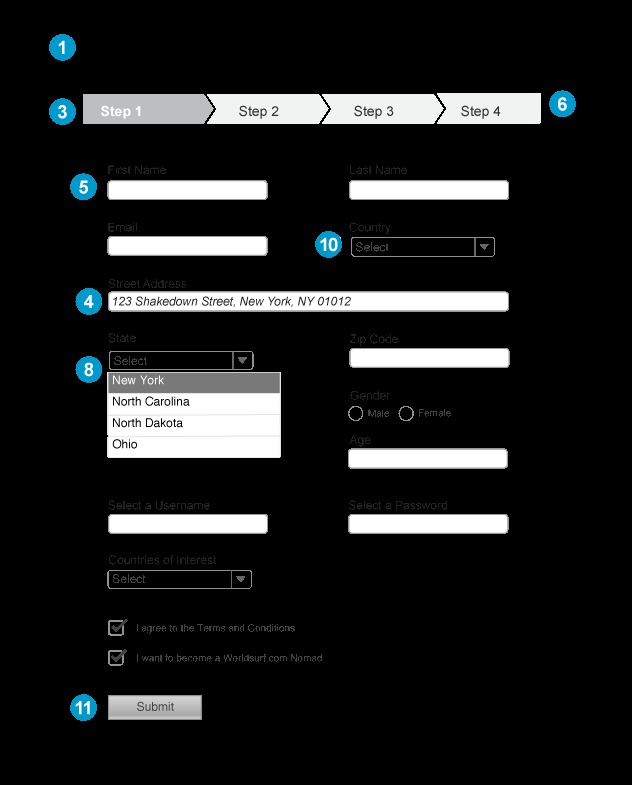 1
3 Step 1 Step 2 Step 3 Step 4 6
First Name Last Name
5
Email Country
10 Select
Street Address
4 123 Shakedown Street, New York, NY 01012
State Zip Code
8 Select
New York
North Carolina
North Dakota
Ohio
Gender
Male Female
Age
Select a Username Select a Password
Countries of Interest
Select
I agree to the Terms and Conditions
I want to become a Worldsurf.com Nomad
11 Submit